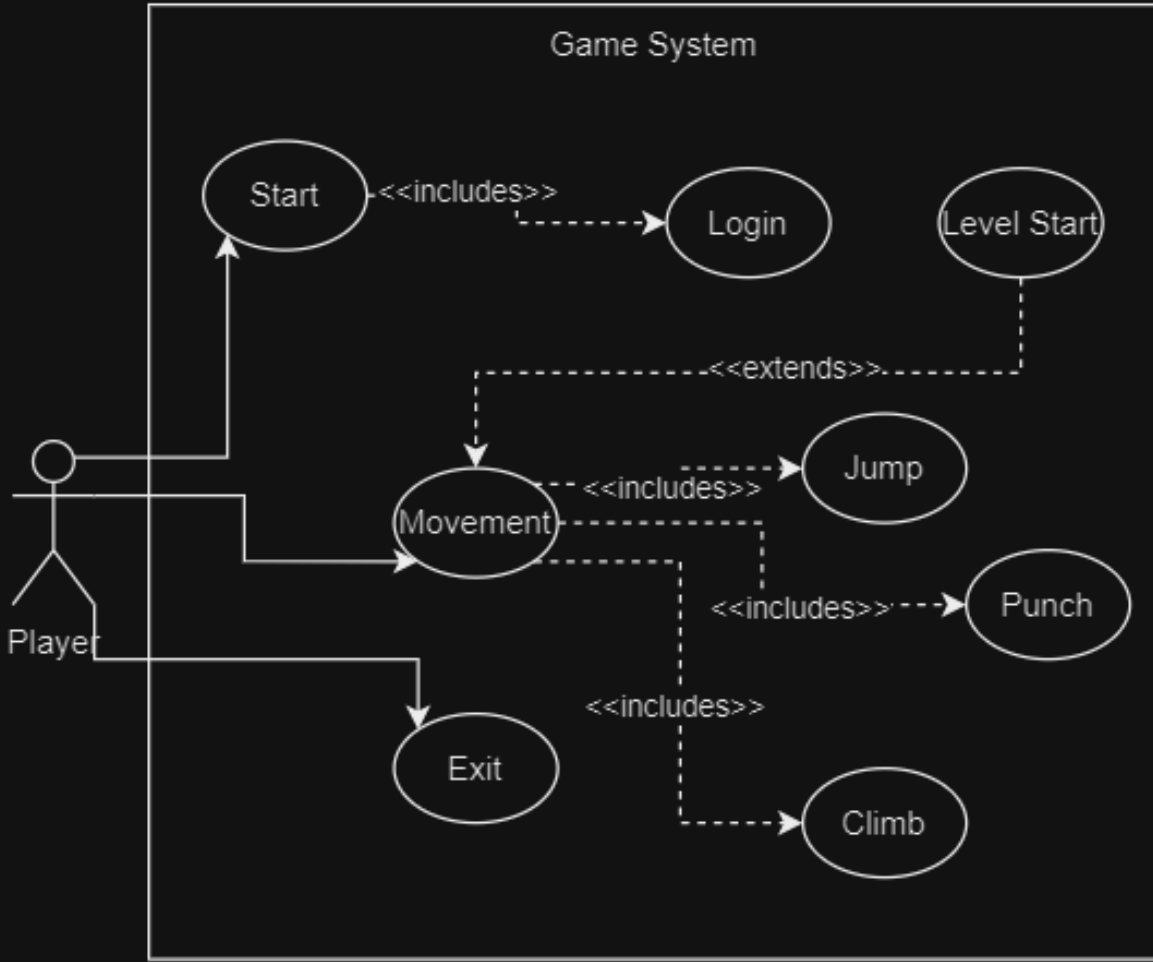 Game System
Start
<<includes>>
Login
Level Start
<<extends>>
Jump
<<includes>>
Movement
Punch
<<includes>>
Player
<<includes>>
Exit
Climb